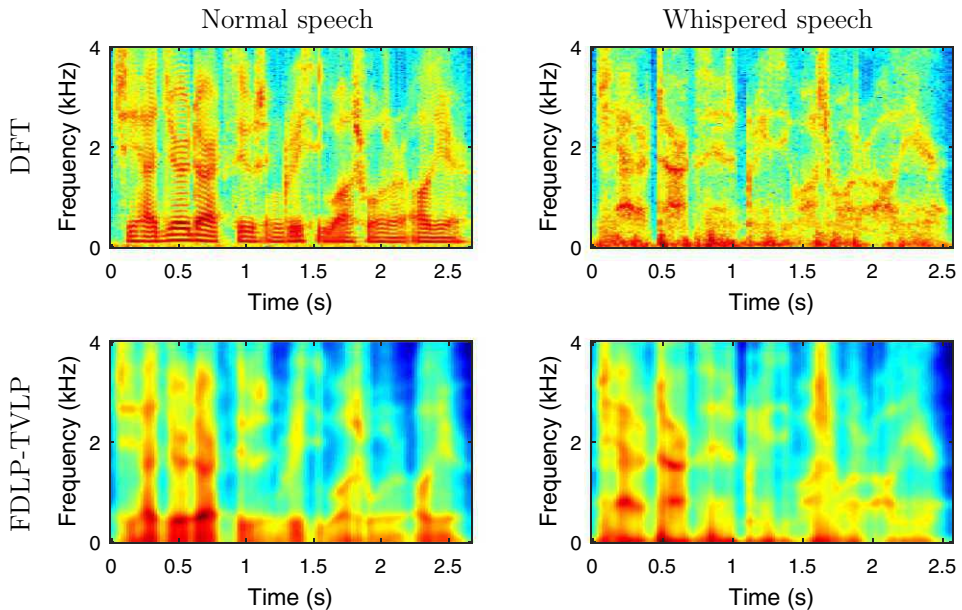 Normal speech
Whispered speech
DFT
Frequency (kHz)
4
2
0
0 0.5 1 1.5 2 2.5
Time (s)
Frequency (kHz)
4
2
0
0 0.5 1 1.5 2 2.5
Time (s)
FDLP-TVLP
Frequency (kHz)
4
2
0
0 0.5 1 1.5 2 2.5
Time (s)
Frequency (kHz)
4
2
0
0 0.5 1 1.5 2 2.5
Time (s)